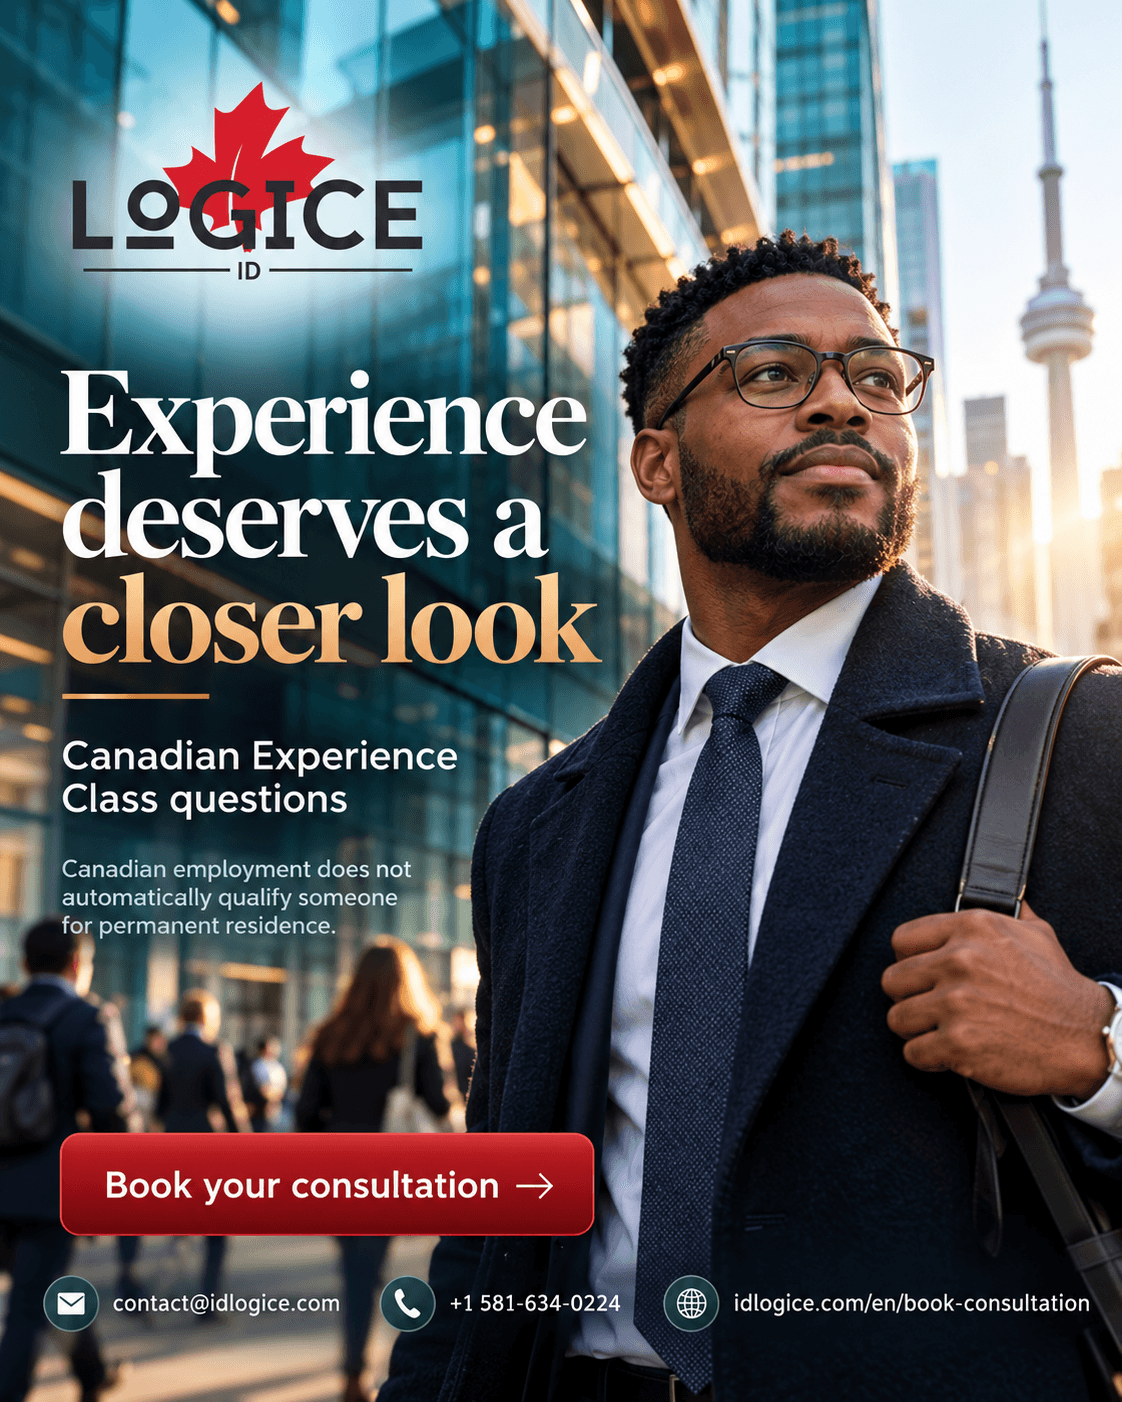 LOGICE
ID
Experience
deserves a
closer look
Canadian Experience
Class questions
Canadian employment does not
automatically qualify someone
for permanent residence.
Book your consultation →
contact@idlogice.com
+1 581-634-0224
idlogice.com/en/book-consultation